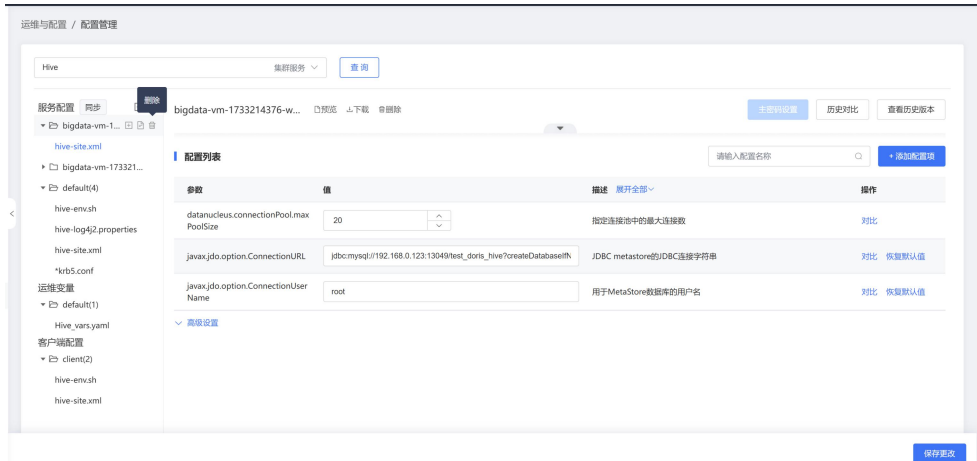 运维与配置 / 配置管理
Hive 集群服务 查 询
服务配置 同步
删除
bigdata-vm-1733214376-w... 预览 下载 删除 主密码设置 历史对比 查看历史版本
bigdata-vm-1...
hive-site.xml
配置列表 请输入配置名称 + 添加配置项
bigdata-vm-173321...
default(4)
参数 值 描述 展开全部 操作
hive-env.sh
datanucleus.connectionPool.max
PoolSize
20 指定连接池中的最大连接数 对比
hive-log4j2.properties
hive-site.xml
javax.jdo.option.ConnectionURL jdbc:mysql://192.168.0.123:13049/test_doris_hive?createDatabaseIfN JDBC metastore的JDBC连接字符串 对比 恢复默认值
*krb5.conf
运维变量
javax.jdo.option.ConnectionUser
Name
root 用于MetaStore数据库的用户名 对比 恢复默认值
default(1)
Hive_vars.yaml
高级设置
客户端配置
client(2)
hive-env.sh
hive-site.xml
保存更改